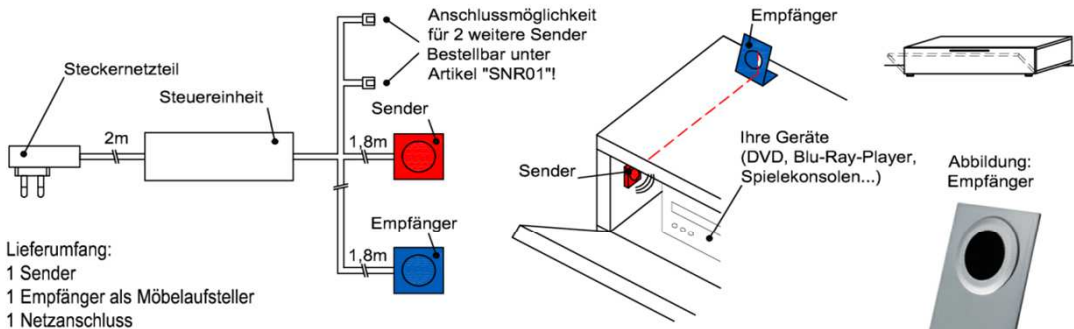 Anschlussmöglichkeit
für 2 weitere Sender
Bestellbar unter
Artikel "SNR01"!
Steckernetzteil
Steuereinheit
2m
1,8m
Sender
1,8m
Empfänger
Lieferumfang:
1 Sender
1 Empfänger als Möbelaufsteller
1 Netzanschluss
Empfänger
Sender
Ihre Geräte
(DVD, Blu-Ray-Player,
Spielekonsolen...)
Abbildung:
Empfänger